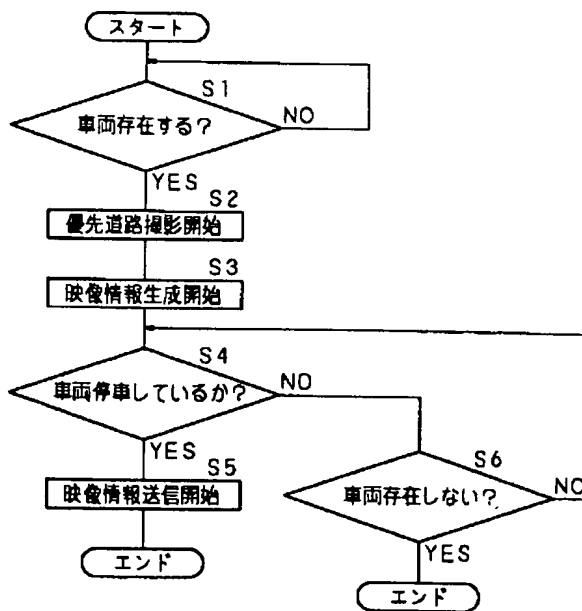 スタート
S1
車両存在する?
NO
YES
S2
優先道路撮影開始
S3
映像情報生成開始
S4
車両停車しているか?
NO
YES
S5
映像情報送信開始
S6
車両存在しない?
NO
YES
エンド
エンド